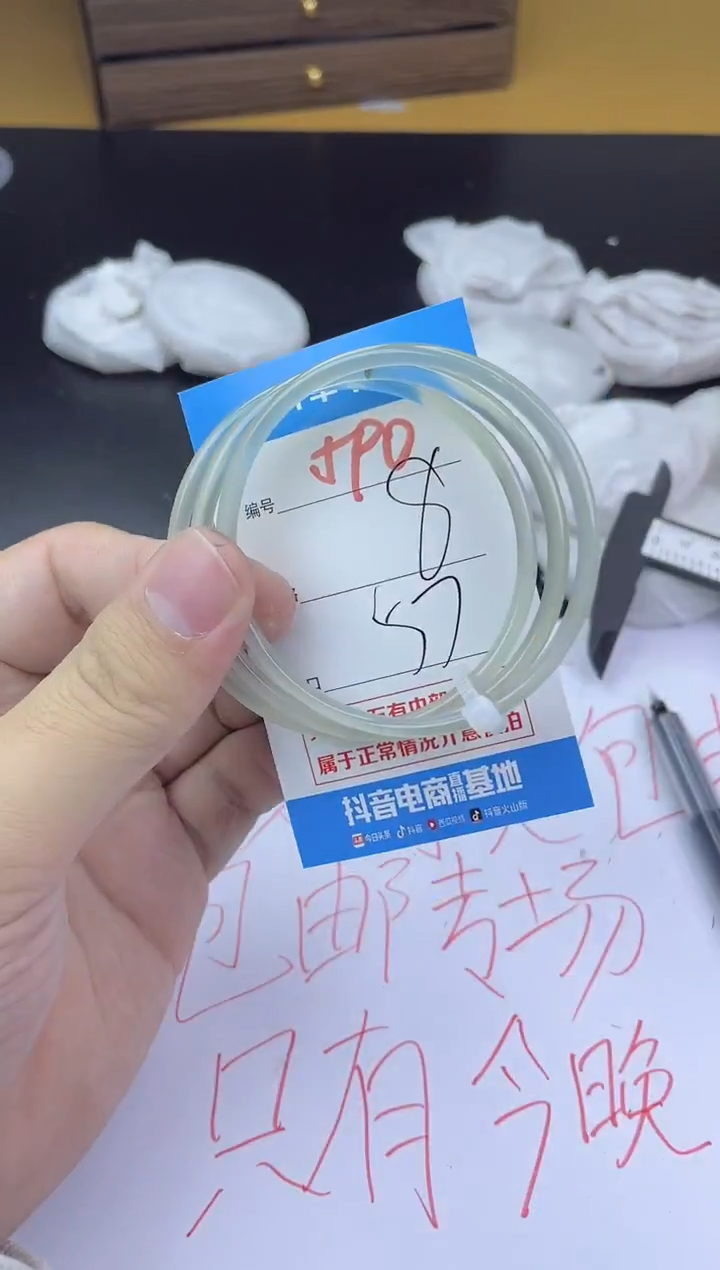 JPD
编号
8
57
属于正常情况介意慎拍
抖音电商直播基地
今日头条 抖音 西瓜视频 抖音火山版
包邮专场
只有今晚